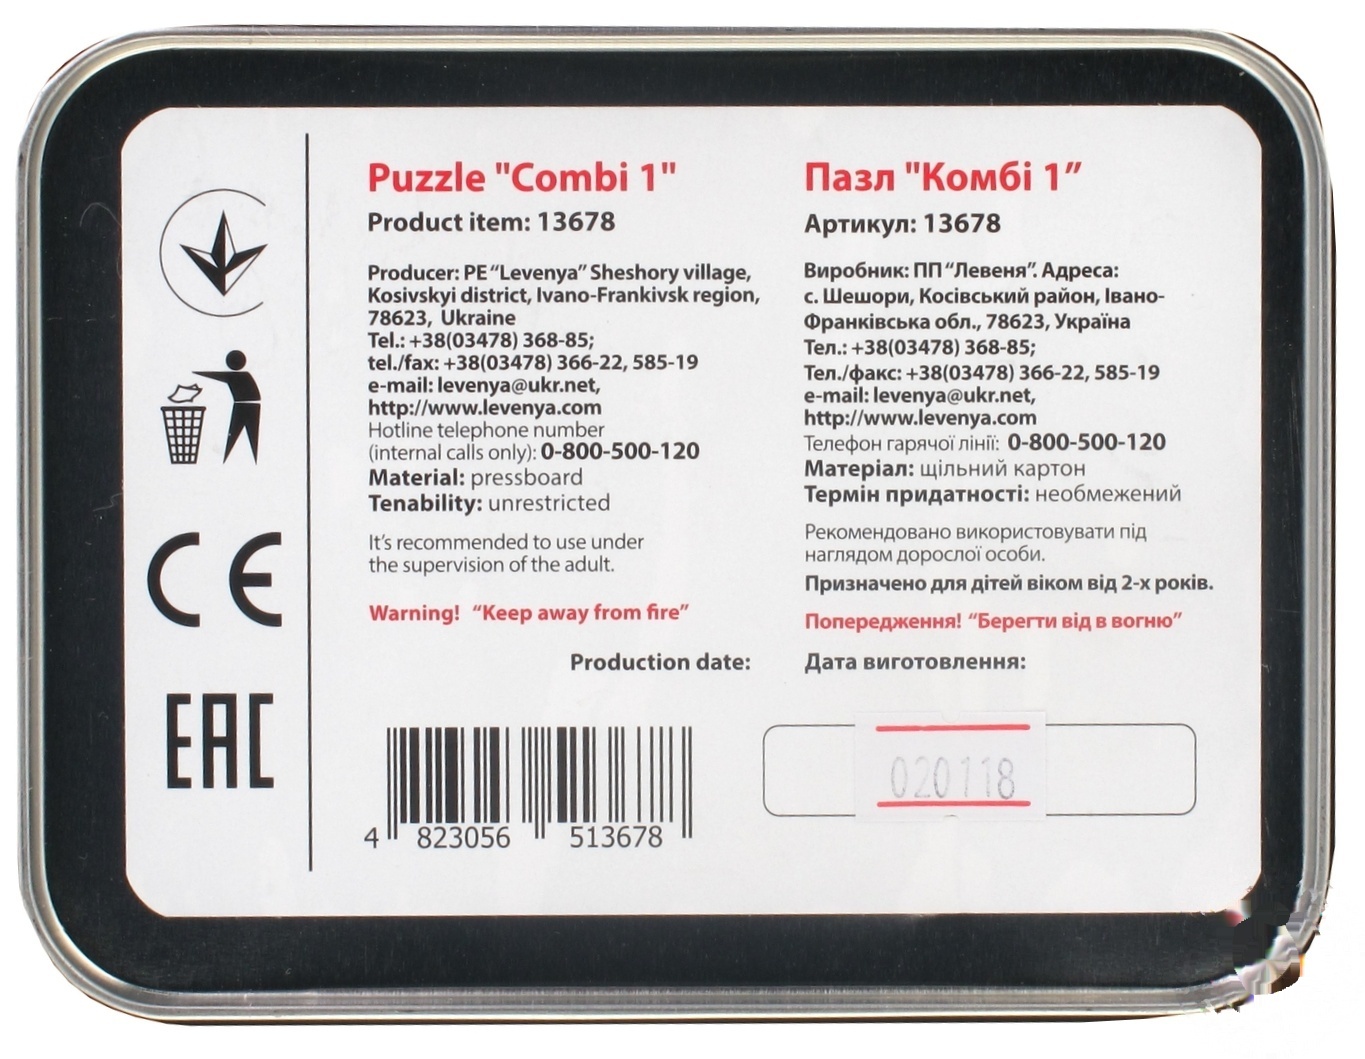 Puzzle "Combi 1"
Product item: 13678
Producer: PE “Levenya” Sheshory village,
Kosivskyi district, Ivano-Frankivsk region,
78623, Ukraine
Tel.: +38(03478) 368-85;
tel./fax: +38(03478) 366-22, 585-19
e-mail: levenya@ukr.net,
http://www.levenya.com
Hotline telephone number
(internal calls only): 0-800-500-120
Material: pressboard
Tenability: unrestricted
It’s recommended to use under
the supervision of the adult.
Warning! “Keep away from fire”
Production date:
Пазл "Комбі 1”
Артикул: 13678
Виробник: ПП “Левеня”. Адреса:
с. Шешори, Косівський район, Івано-
Франківська обл., 78623, Україна
Тел.: +38(03478) 368-85;
Тел./факс: +38(03478) 366-22, 585-19
e-mail: levenya@ukr.net,
http://www.levenya.com
Телефон гарячої лінії: 0-800-500-120
Матеріал: щільний картон
Термін придатності: необмежений
Рекомендовано використовувати під
наглядом дорослої особи.
Призначено для дітей віком від 2-х років.
Попередження! “Берегти від в вогню”
Дата виготовлення:
020118
4 823056 513678
CE
EAC